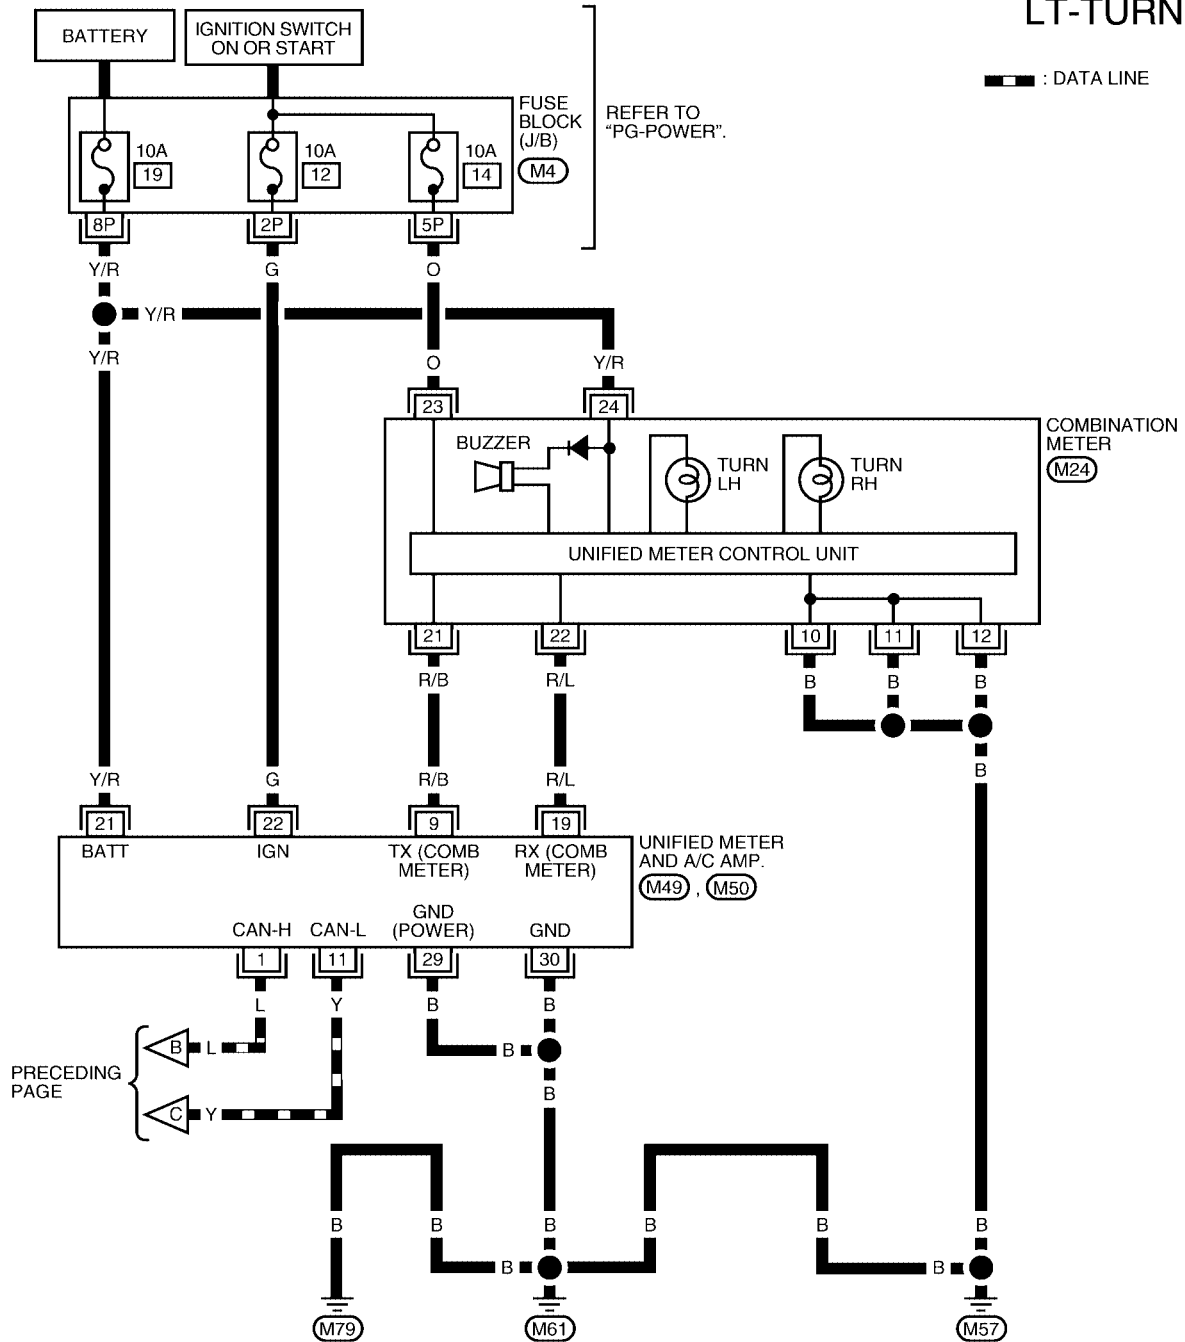 LT-TURN
BATTERY
IGNITION SWITCH
ON OR START
: DATA LINE
FUSE
BLOCK
(J/B)
M4
REFER TO
"PG-POWER".
10A
19
10A
12
10A
14
8P
2P
5P
Y/R
G
O
Y/R
Y/R
O
Y/R
23
24
COMBINATION
METER
M24
BUZZER
TURN
LH
TURN
RH
UNIFIED METER CONTROL UNIT
21
22
10
11
12
R/B
R/L
B
B
B
B
Y/R
G
R/B
R/L
21
22
9
19
BATT
IGN
TX (COMB
METER)
RX (COMB
METER)
UNIFIED METER
AND A/C AMP.
M49 , M50
CAN-H
CAN-L
GND
(POWER)
GND
1
11
29
30
L
Y
B
B
B
L
B
PRECEDING
PAGE
B
C
Y
B
B
B
B
B
B
B
B
M79
M61
M57